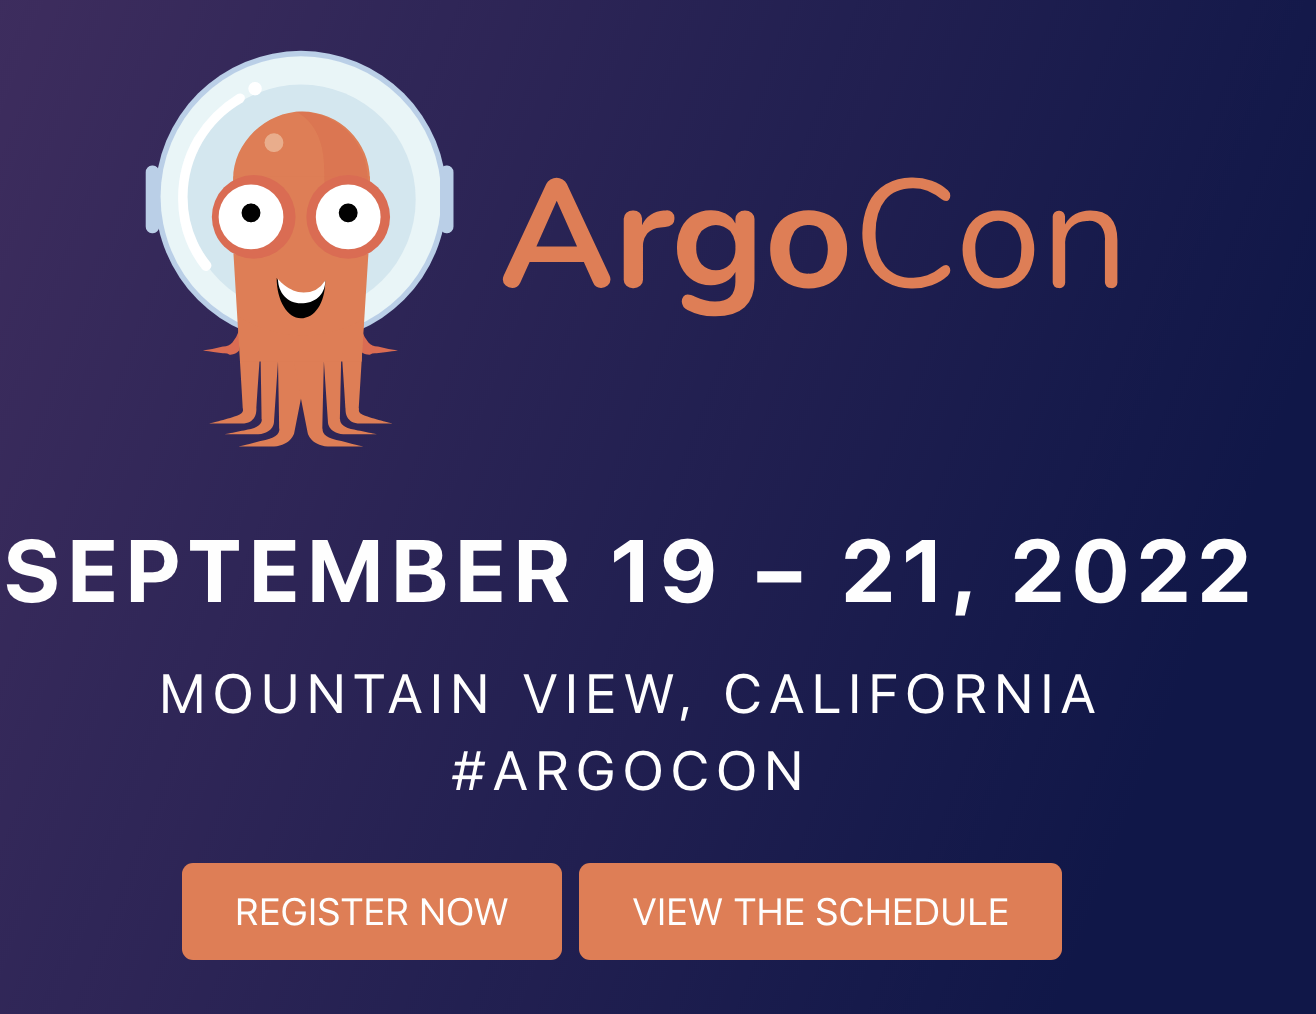 ArgoCon
SEPTEMBER 19 – 21, 2022
MOUNTAIN VIEW, CALIFORNIA
#ARGOCON
REGISTER NOW
VIEW THE SCHEDULE